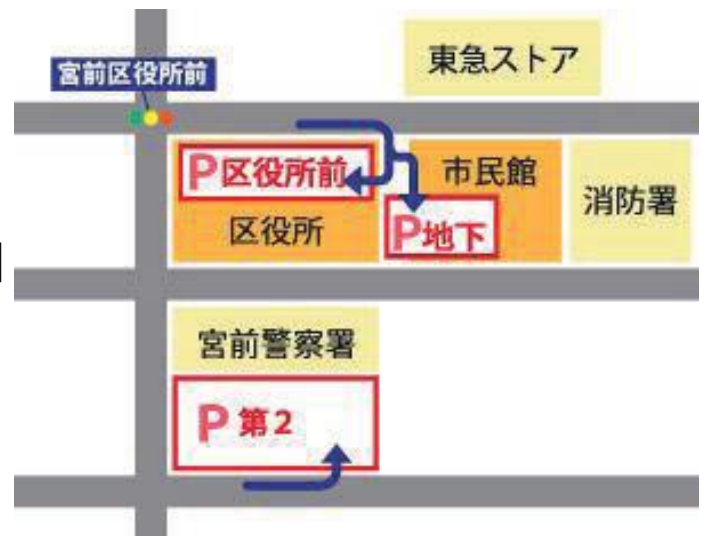 東急ストア
宮前区役所前
P区役所前
市民館
消防署
区役所
P地下
宮前警察署
P 第2